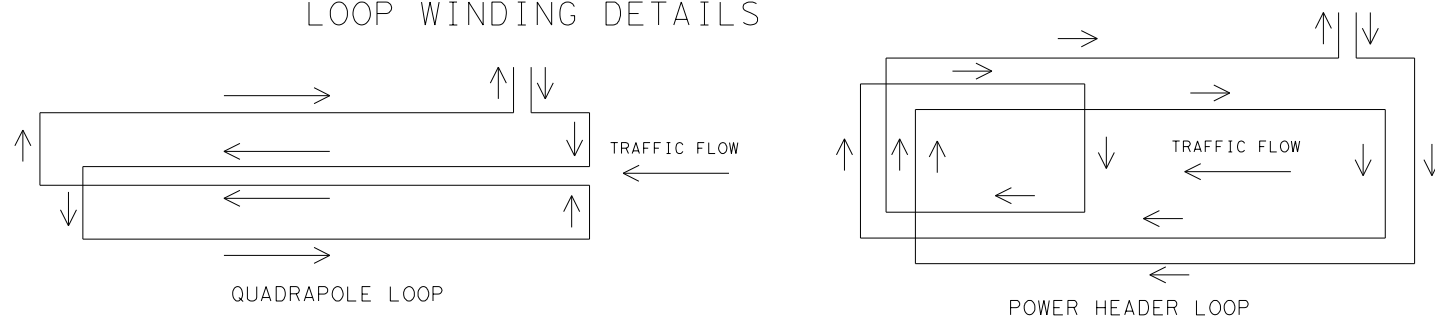 LOOP WINDING DETAILS
TRAFFIC FLOW
QUADRAPOLE LOOP
TRAFFIC FLOW
POWER HEADER LOOP